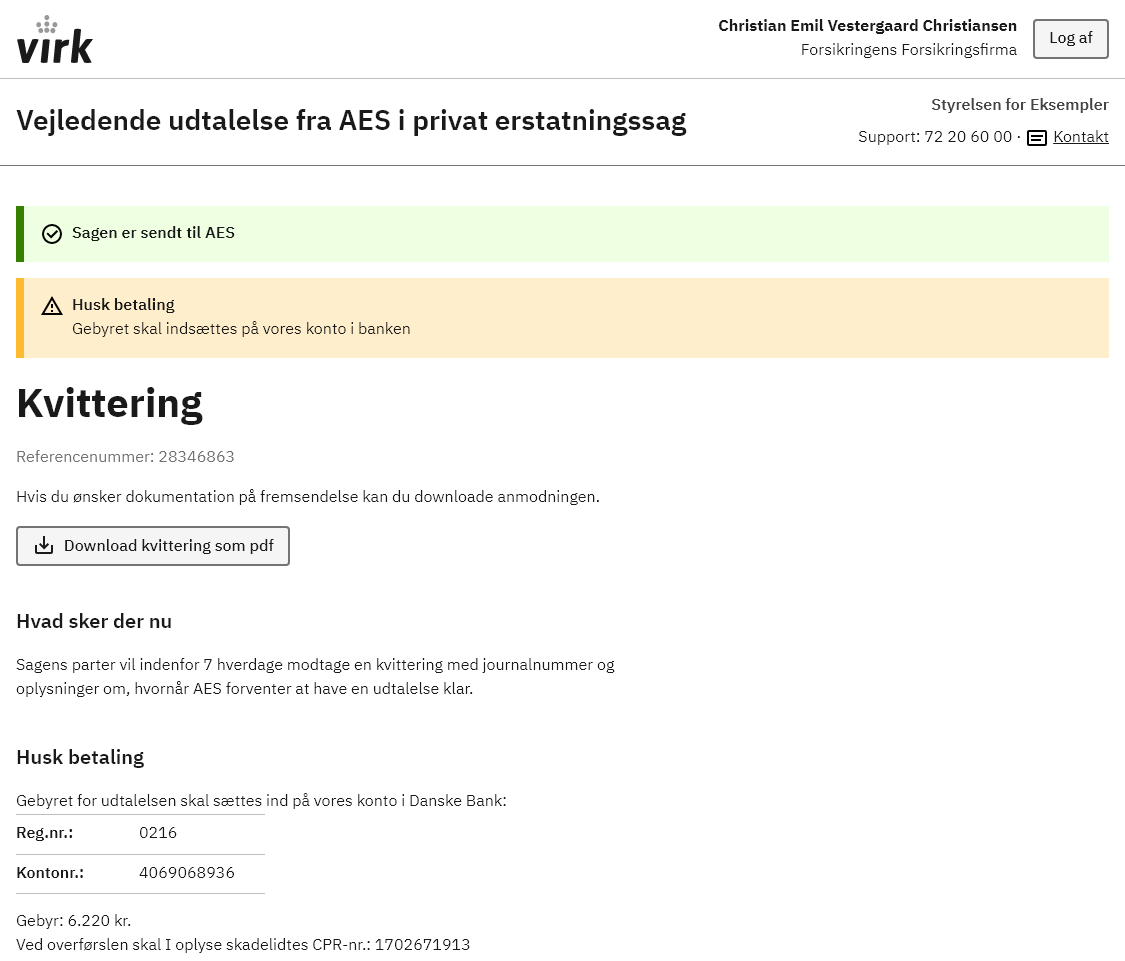 virk
Christian Emil Vestergaard Christiansen
Forsikringens Forsikringsfirma
Log af
Vejledende udtalelse fra AES i privat erstatningssag
Styrelsen for Eksempler
Support: 72 20 60 00 · Kontakt
Sagen er sendt til AES
Husk betaling
Gebyret skal indsættes på vores konto i banken
Kvittering
Referencenummer: 28346863
Hvis du ønsker dokumentation på fremsendelse kan du downloade anmodningen.
Download kvittering som pdf
Hvad sker der nu
Sagens parter vil indenfor 7 hverdage modtage en kvittering med journalnummer og
oplysninger om, hvornår AES forventer at have en udtalelse klar.
Husk betaling
Gebyret for udtalelsen skal sættes ind på vores konto i Danske Bank:
Reg.nr.: 0216
Kontonr.: 4069068936
Gebyr: 6.220 kr.
Ved overførslen skal I oplyse skadelidtes CPR-nr.: 1702671913